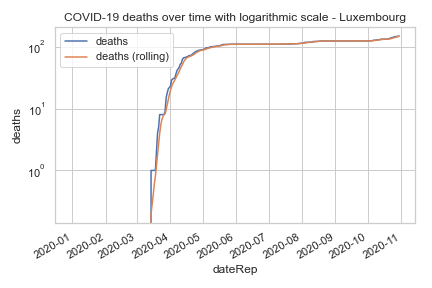 COVID-19 deaths over time with logarithmic scale - Luxembourg
deaths
deaths (rolling)
10²
10¹
10⁰
deaths
2020-01
2020-02
2020-03
2020-04
2020-05
2020-06
2020-07
2020-08
2020-09
2020-10
2020-11
dateRep